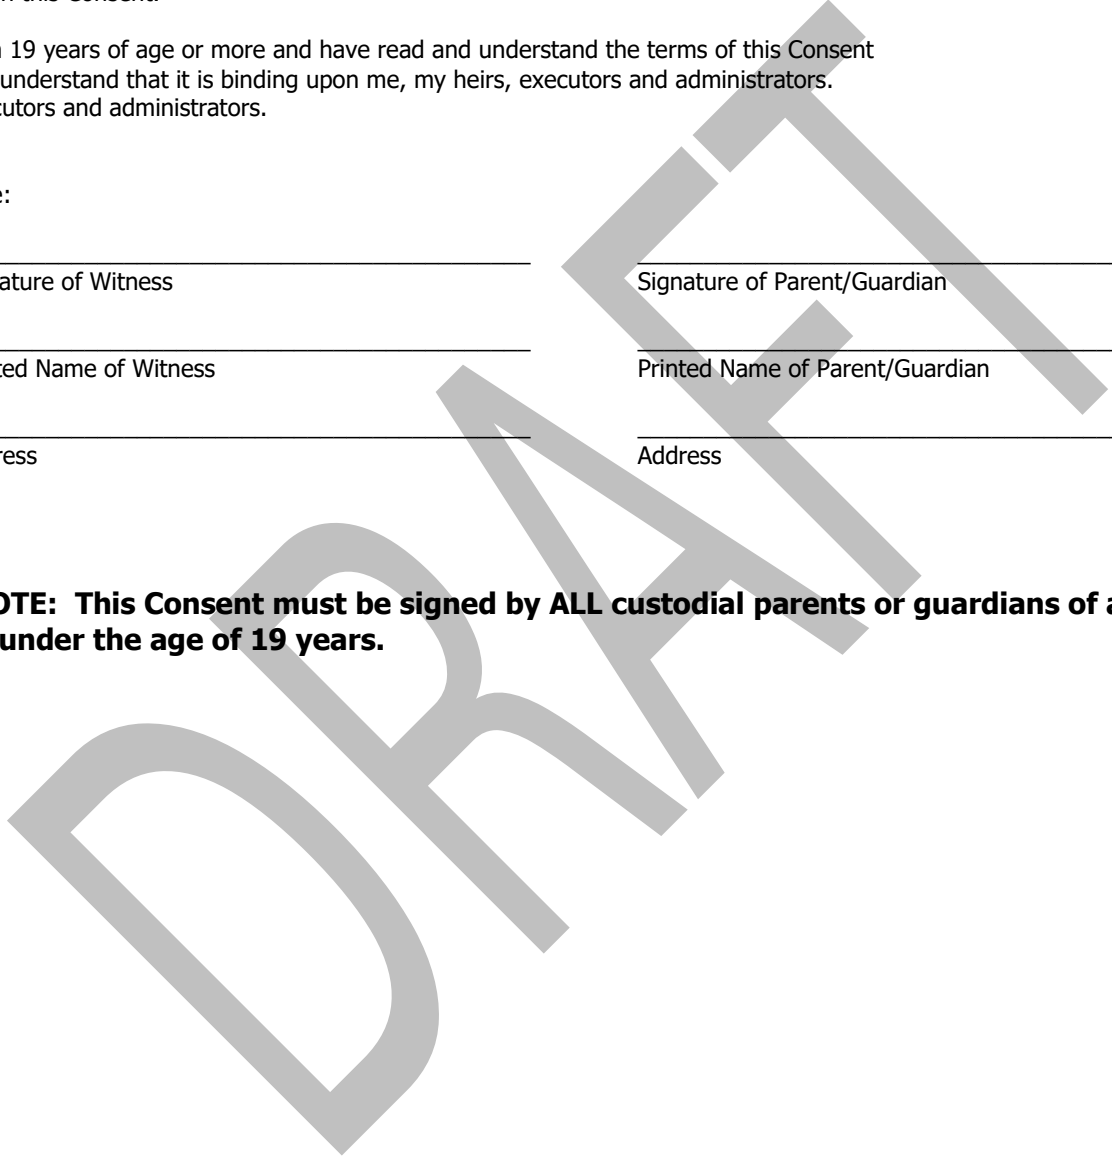 this Consent.
19 years of age or more and have read and understand the terms of this Consent
understand that it is binding upon me, my heirs, executors and administrators.
cutors and administrators.
e:
ature of Witness
Signature of Parent/Guardian
ted Name of Witness
Printed Name of Parent/Guardian
ress
Address
OTE: This Consent must be signed by ALL custodial parents or guardians of a
under the age of 19 years.
DRAFT